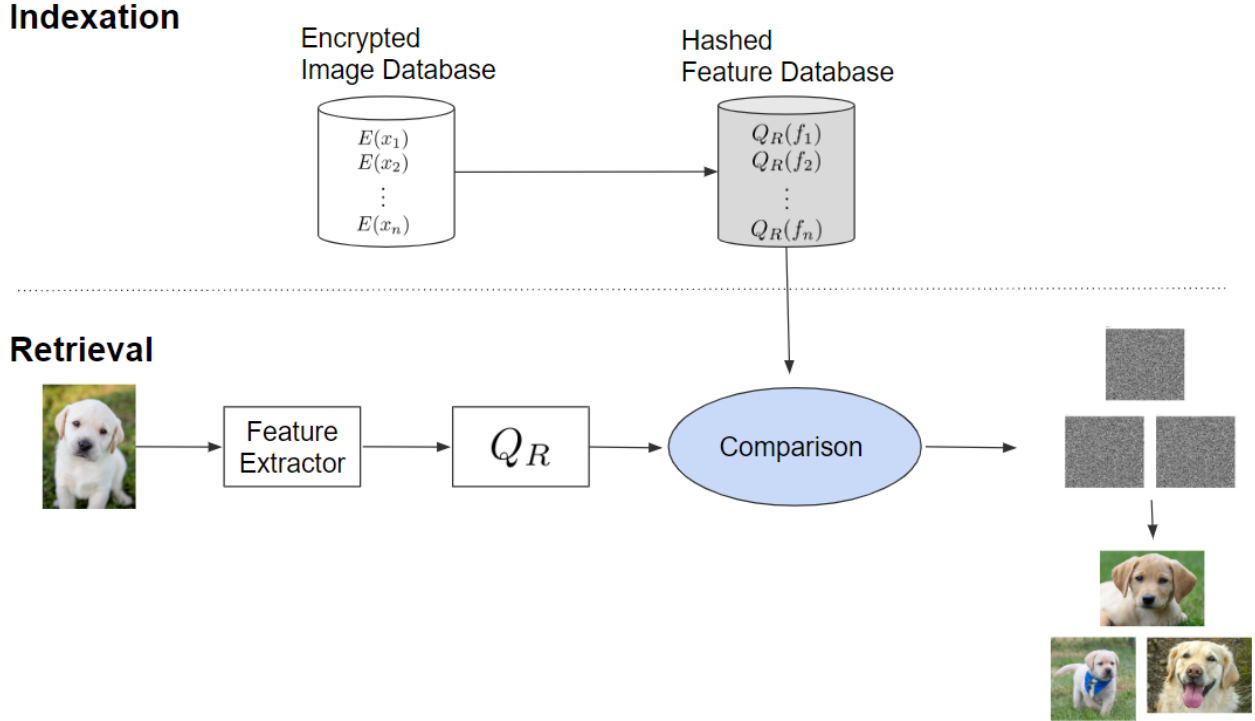 Indexation
Encrypted
Image Database
Hashed
Feature Database
E(x₁)
E(x₂)
⋮
E(xₙ)
Q_R(f₁)
Q_R(f₂)
⋮
Q_R(fₙ)
Retrieval
Feature
Extractor
Q_R
Comparison